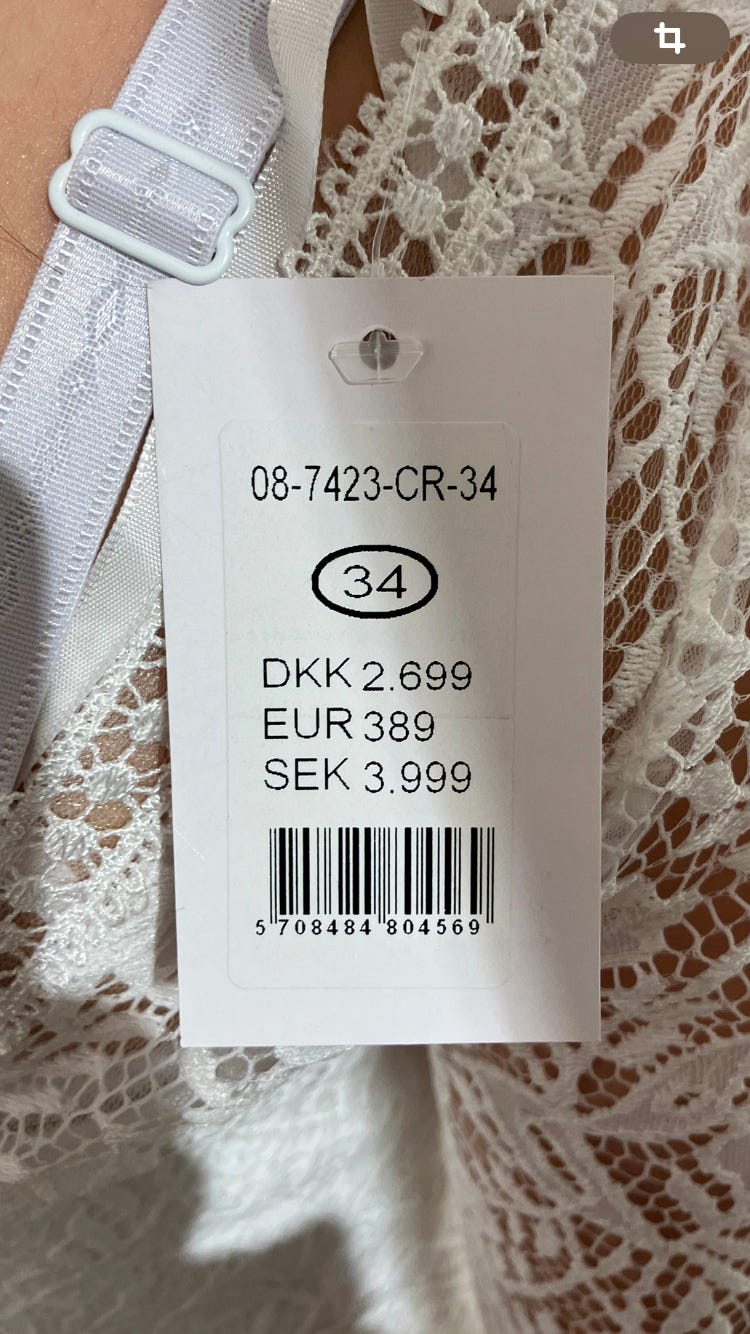 08-7423-CR-34
34
DKK 2.699
EUR 389
SEK 3.999
5 708484 804569